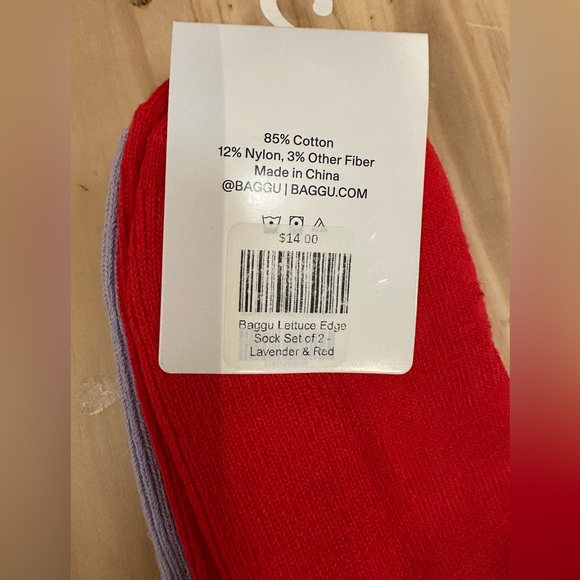 85% Cotton
12% Nylon, 3% Other Fiber
Made in China
@BAGGU | BAGGU.COM
$14.00
Baggu Lettuce Edge
Sock Set of 2 -
Lavender & Red